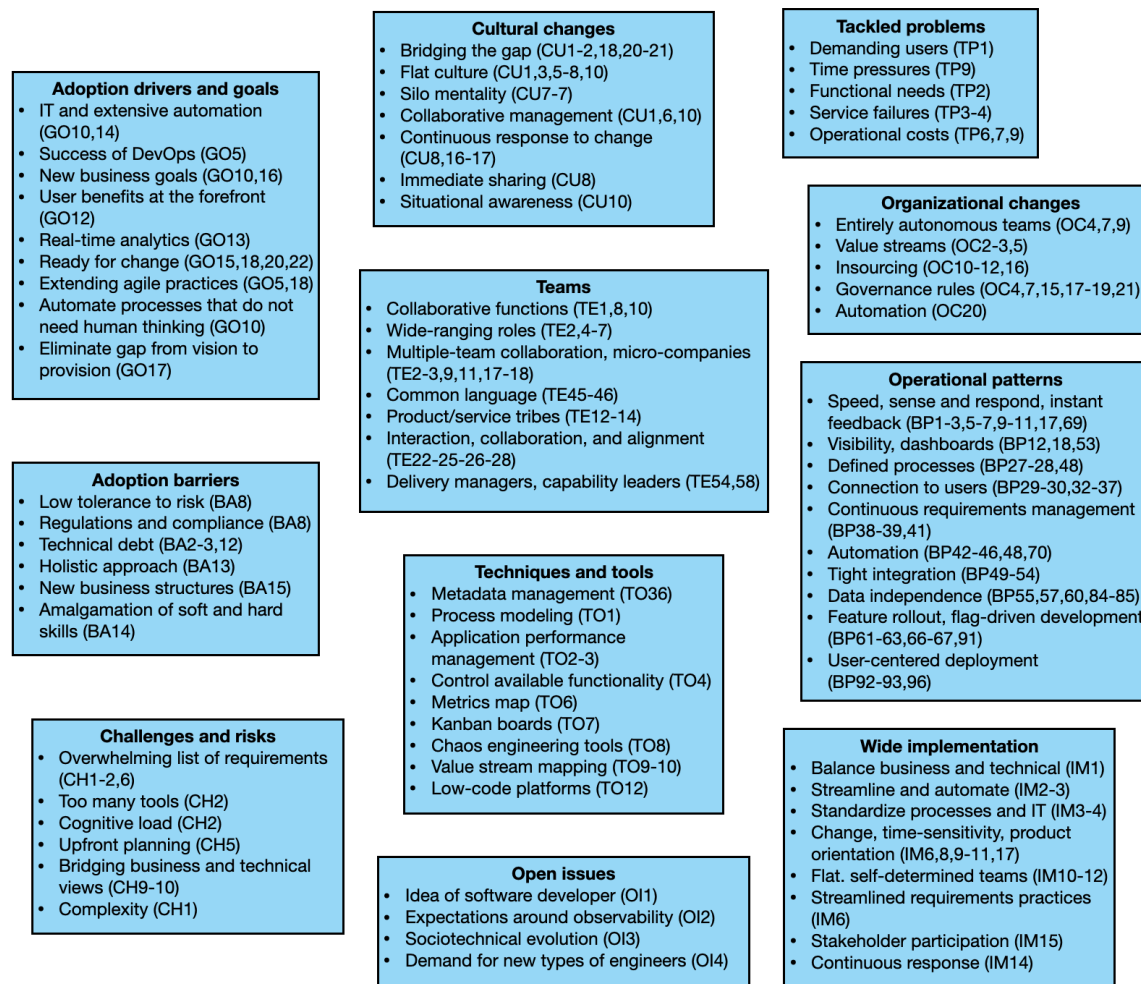 Adoption drivers and goals
• IT and extensive automation
(GO10,14)
• Success of DevOps (GO5)
• New business goals (GO10,16)
• User benefits at the forefront
(GO12)
• Real-time analytics (GO13)
• Ready for change (GO15,18,20,22)
• Extending agile practices (GO5,18)
• Automate processes that do not
need human thinking (GO10)
• Eliminate gap from vision to
provision (GO17)
Adoption barriers
• Low tolerance to risk (BA8)
• Regulations and compliance (BA8)
• Technical debt (BA2-3,12)
• Holistic approach (BA13)
• New business structures (BA15)
• Amalgamation of soft and hard
skills (BA14)
Challenges and risks
• Overwhelming list of requirements
(CH1-2,6)
• Too many tools (CH2)
• Cognitive load (CH2)
• Upfront planning (CH5)
• Bridging business and technical
views (CH9-10)
• Complexity (CH1)
Cultural changes
• Bridging the gap (CU1-2,18,20-21)
• Flat culture (CU1,3,5-8,10)
• Silo mentality (CU7-7)
• Collaborative management (CU1,6,10)
• Continuous response to change
(CU8,16-17)
• Immediate sharing (CU8)
• Situational awareness (CU10)
Teams
• Collaborative functions (TE1,8,10)
• Wide-ranging roles (TE2,4-7)
• Multiple-team collaboration, micro-companies
(TE2-3,9,11,17-18)
• Common language (TE45-46)
• Product/service tribes (TE12-14)
• Interaction, collaboration, and alignment
(TE22-25-26-28)
• Delivery managers, capability leaders (TE54,58)
Techniques and tools
• Metadata management (TO36)
• Process modeling (TO1)
• Application performance
management (TO2-3)
• Control available functionality (TO4)
• Metrics map (TO6)
• Kanban boards (TO7)
• Chaos engineering tools (TO8)
• Value stream mapping (TO9-10)
• Low-code platforms (TO12)
Open issues
• Idea of software developer (OI1)
• Expectations around observability (OI2)
• Sociotechnical evolution (OI3)
• Demand for new types of engineers (OI4)
Tackled problems
• Demanding users (TP1)
• Time pressures (TP9)
• Functional needs (TP2)
• Service failures (TP3-4)
• Operational costs (TP6,7,9)
Organizational changes
• Entirely autonomous teams (OC4,7,9)
• Value streams (OC2-3,5)
• Insourcing (OC10-12,16)
• Governance rules (OC4,7,15,17-19,21)
• Automation (OC20)
Operational patterns
• Speed, sense and respond, instant
feedback (BP1-3,5-7,9-11,17,69)
• Visibility, dashboards (BP12,18,53)
• Defined processes (BP27-28,48)
• Connection to users (BP29-30,32-37)
• Continuous requirements management
(BP38-39,41)
• Automation (BP42-46,48,70)
• Tight integration (BP49-54)
• Data independence (BP55,57,60,84-85)
• Feature rollout, flag-driven development
(BP61-63,66-67,91)
• User-centered deployment
(BP92-93,96)
Wide implementation
• Balance business and technical (IM1)
• Streamline and automate (IM2-3)
• Standardize processes and IT (IM3-4)
• Change, time-sensitivity, product
orientation (IM6,8,9-11,17)
• Flat. self-determined teams (IM10-12)
• Streamlined requirements practices
(IM6)
• Stakeholder participation (IM15)
• Continuous response (IM14)